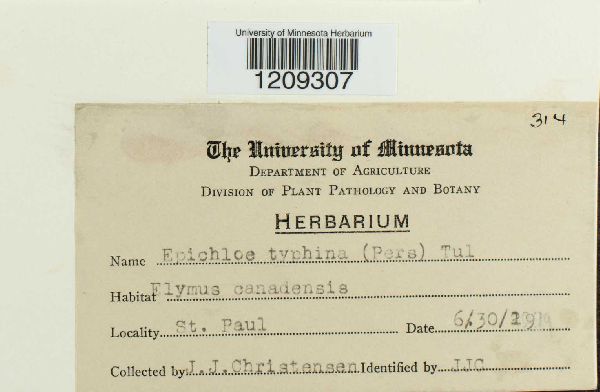 University of Minnesota Herbarium
1209307
314
The University of Minnesota
DEPARTMENT OF AGRICULTURE
DIVISION OF PLANT PATHOLOGY AND BOTANY
HERBARIUM
Name Epichloe typhina (Pers) Tul
Habitat Elymus canadensis
Locality St. Paul Date 6/30/
Collected by J.J.Christensen Identified by JJC